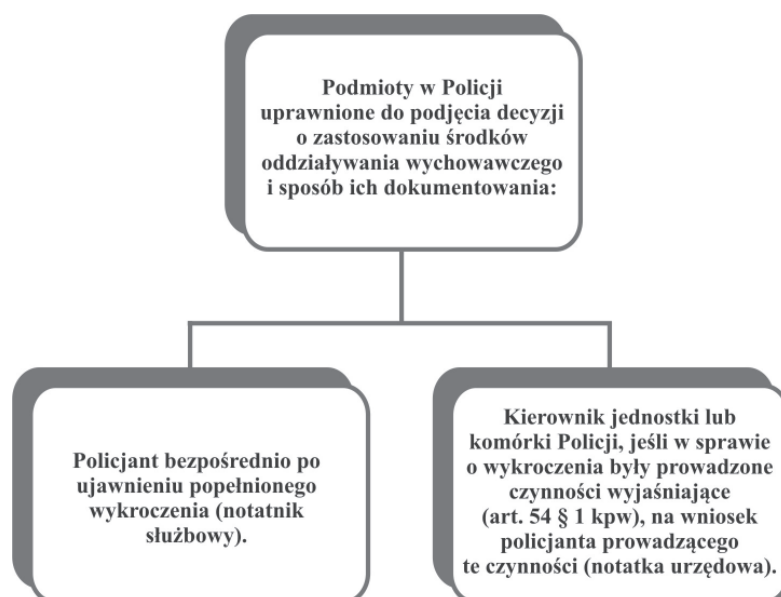 Podmioty w Policji
uprawnione do podjęcia decyzji
o zastosowaniu środków
oddziaływania wychowawczego
i sposób ich dokumentowania:
Policjant bezpośrednio po
ujawnieniu popełnionego
wykroczenia (notatnik
służbowy).
Kierownik jednostki lub
komórki Policji, jeśli w sprawie
o wykroczenia były prowadzone
czynności wyjaśniające
(art. 54 § 1 kpw), na wniosek
policjanta prowadzącego
te czynności (notatka urzędowa).